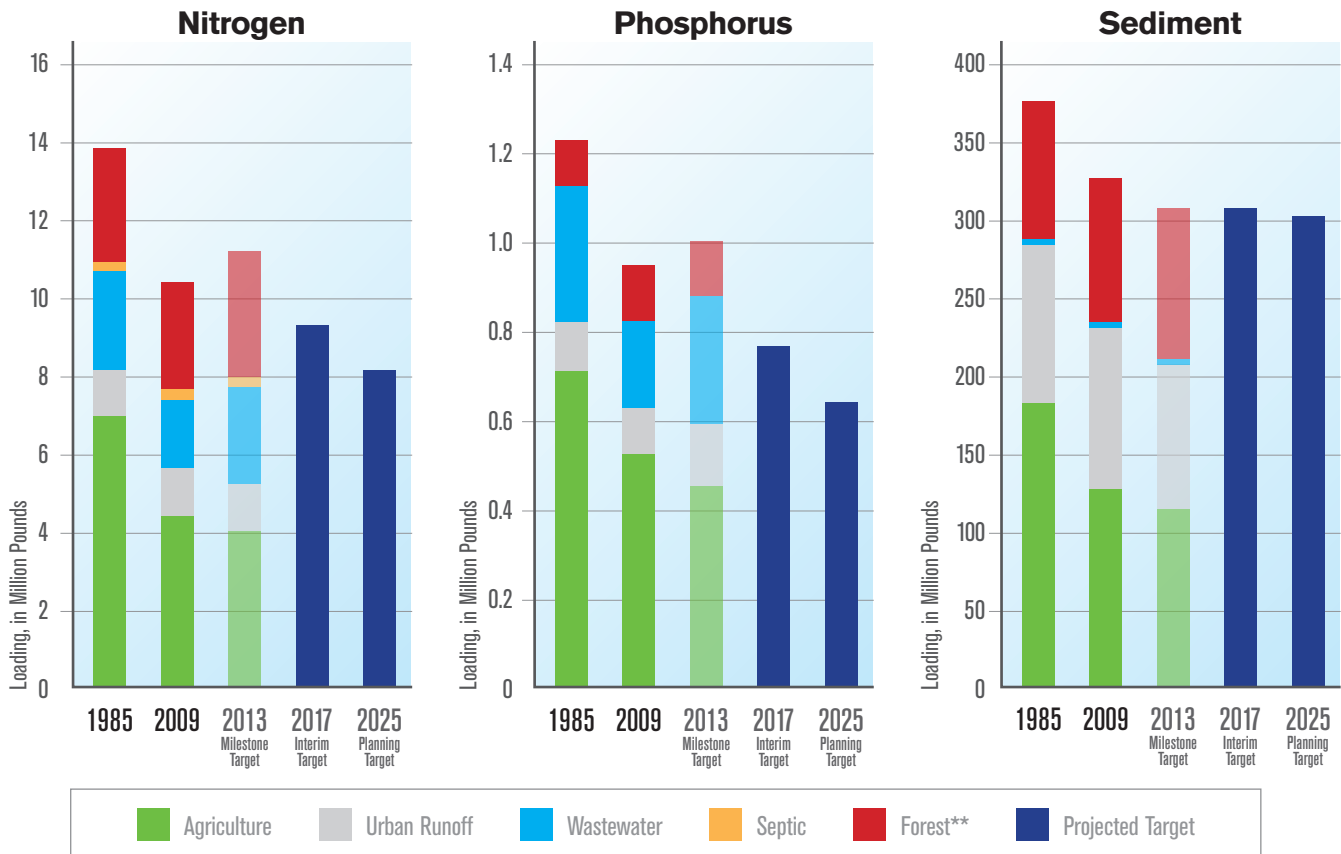 Nitrogen
Loading, in Million Pounds
16
14
12
10
8
6
4
2
0
1985 2009 2013 2017 2025
Milestone Interim Planning
Target Target Target
Phosphorus
Loading, in Million Pounds
1.4
1.2
1.0
0.8
0.6
0.4
0.2
0
1985 2009 2013 2017 2025
Milestone Interim Planning
Target Target Target
Sediment
Loading, in Million Pounds
400
350
300
250
200
150
100
50
0
1985 2009 2013 2017 2025
Milestone Interim Planning
Target Target Target
Agriculture Urban Runoff Wastewater Septic Forest** Projected Target